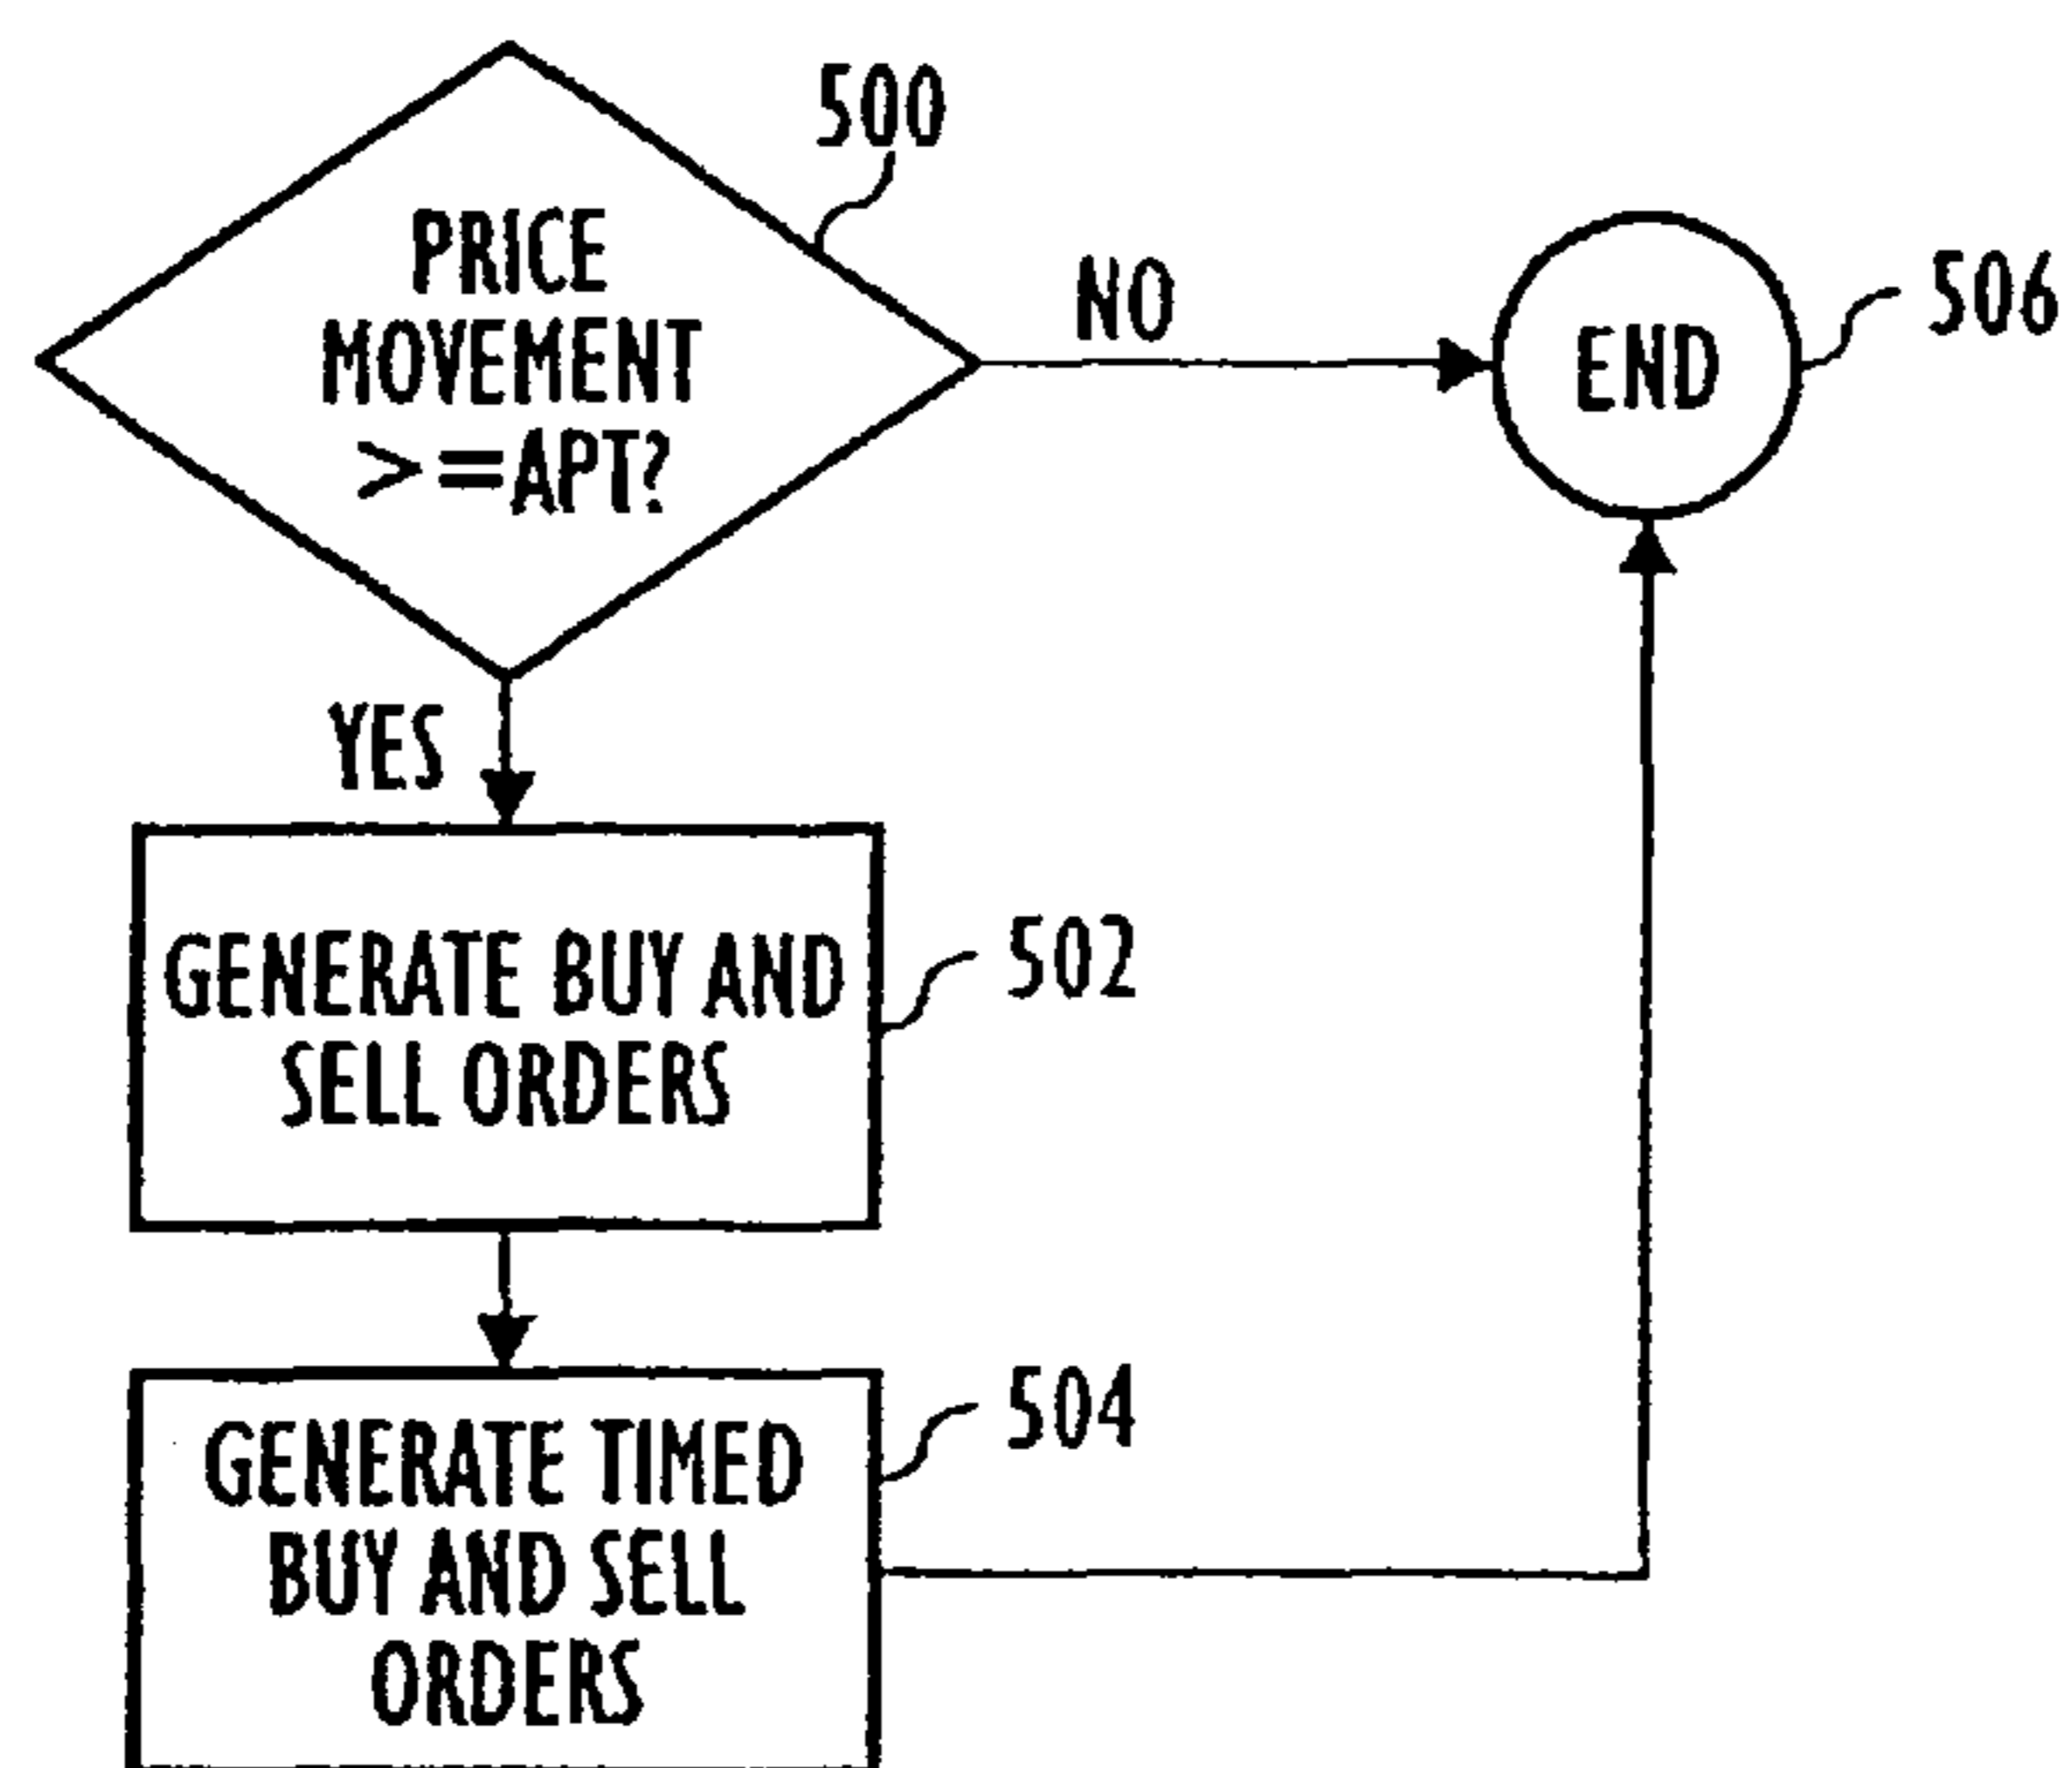 500
PRICE
MOVEMENT
>=APT?
NO
END
506
YES
GENERATE BUY AND
SELL ORDERS
502
GENERATE TIMED
BUY AND SELL
ORDERS
504